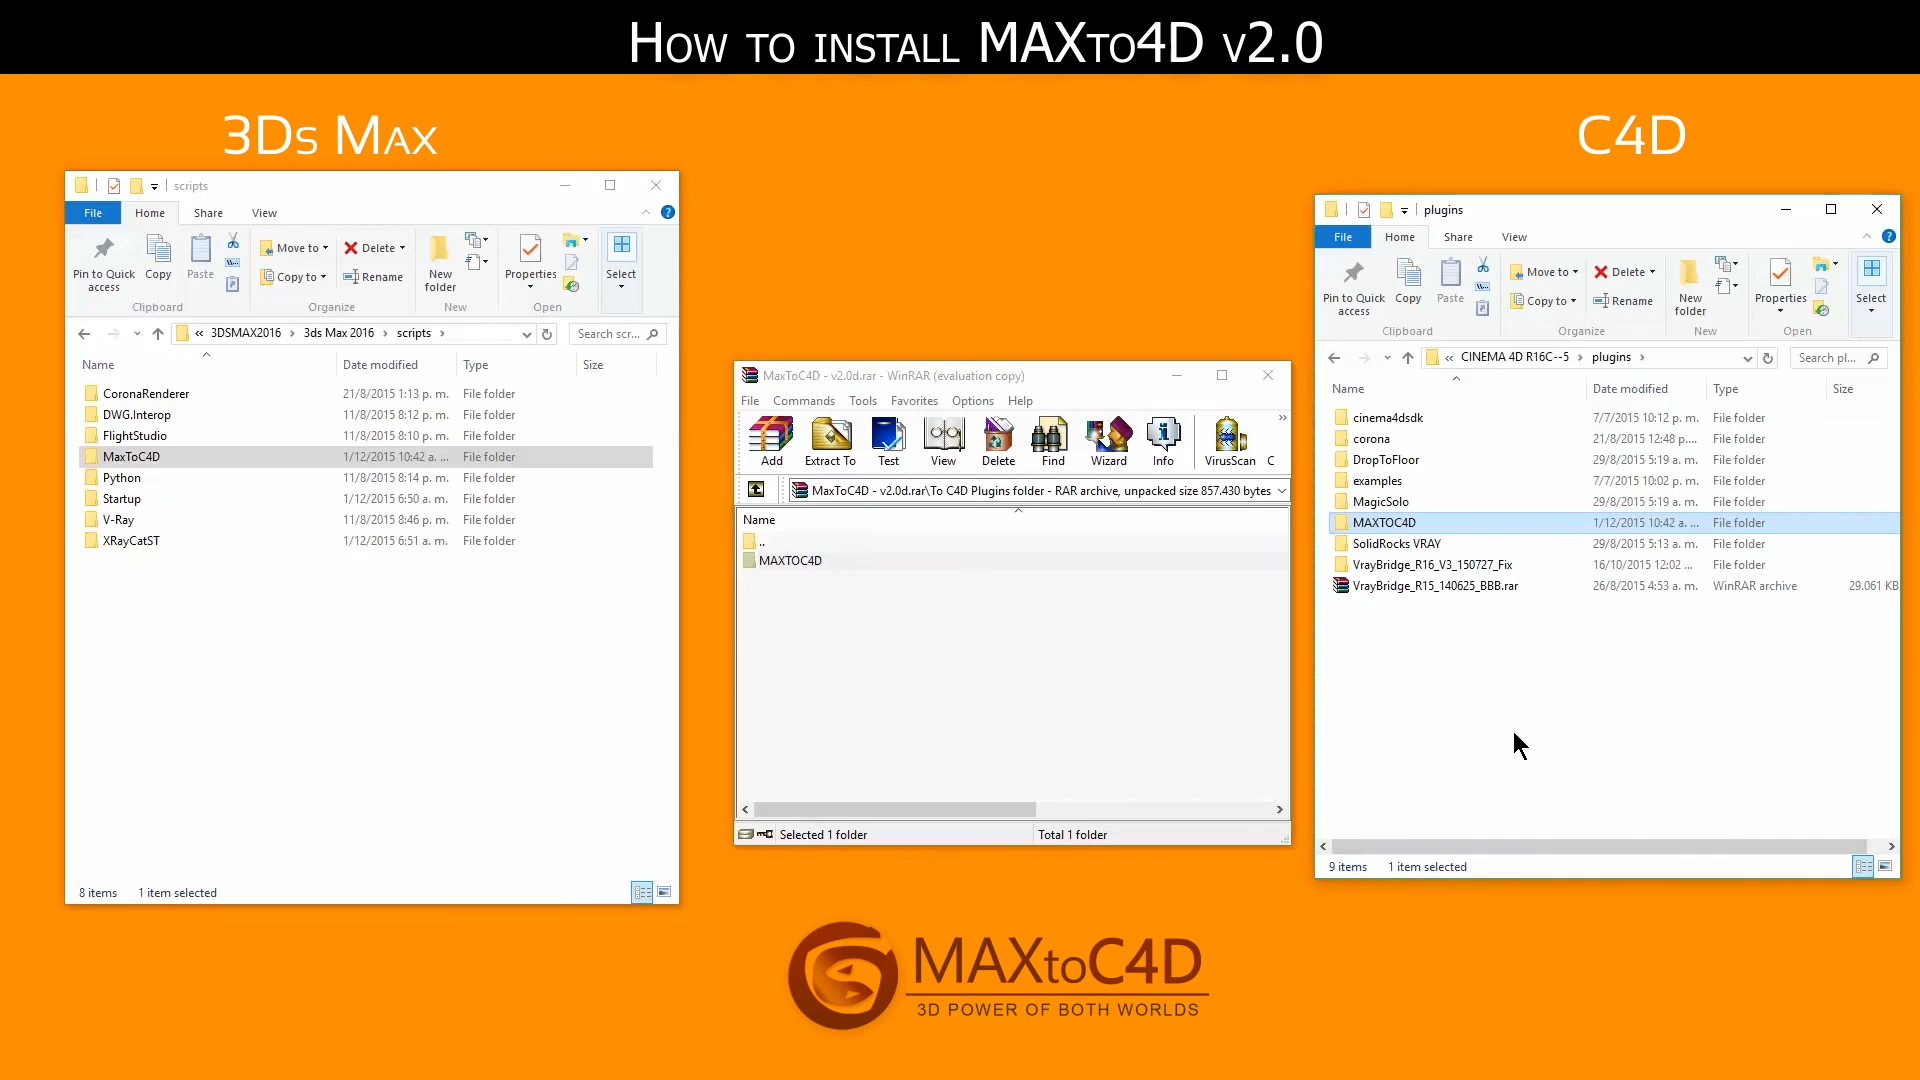 How to install MAXto4D v2.0
3Ds Max
C4D
scripts
File Home Share View
Pin to Quick access
Copy
Paste
Move to
Copy to
Delete
Rename
New folder
Properties
Select
Clipboard Organize New Open
« 3DSMAX2016 › 3ds Max 2016 › scripts ›
Search scr...
Name Date modified Type Size
CoronaRenderer 21/8/2015 1:13 p. m. File folder
DWG.Interop 11/8/2015 8:12 p. m. File folder
FlightStudio 11/8/2015 8:10 p. m. File folder
MaxToC4D 1/12/2015 10:42 a. ... File folder
Python 11/8/2015 8:14 p. m. File folder
Startup 1/12/2015 6:50 a. m. File folder
V-Ray 11/8/2015 8:46 p. m. File folder
XRayCatST 1/12/2015 6:51 a. m. File folder
8 items 1 item selected
MaxToC4D - v2.0d.rar - WinRAR (evaluation copy)
File Commands Tools Favorites Options Help
»
Add Extract To Test View Delete Find Wizard Info VirusScan C
MaxToC4D - v2.0d.rar\To C4D Plugins folder - RAR archive, unpacked size 857.430 bytes
Name
..
MAXTOC4D
Selected 1 folder Total 1 folder
plugins
File Home Share View
Pin to Quick access
Copy
Paste
Move to
Copy to
Delete
Rename
New folder
Properties
Select
Clipboard Organize New Open
« CINEMA 4D R16C--5 › plugins ›
Search pl...
Name Date modified Type Size
cinema4dsdk 7/7/2015 10:12 p. m. File folder
corona 21/8/2015 12:48 p.... File folder
DropToFloor 29/8/2015 5:19 a. m. File folder
examples 7/7/2015 10:02 p. m. File folder
MagicSolo 29/8/2015 5:19 a. m. File folder
MAXTOC4D 1/12/2015 10:42 a. ... File folder
SolidRocks VRAY 29/8/2015 5:13 a. m. File folder
VrayBridge_R16_V3_150727_Fix 16/10/2015 12:02 ... File folder
VrayBridge_R15_140625_BBB.rar 26/8/2015 4:53 a. m. WinRAR archive 29.061 KB
9 items 1 item selected
MAXtoC4D
3D POWER OF BOTH WORLDS